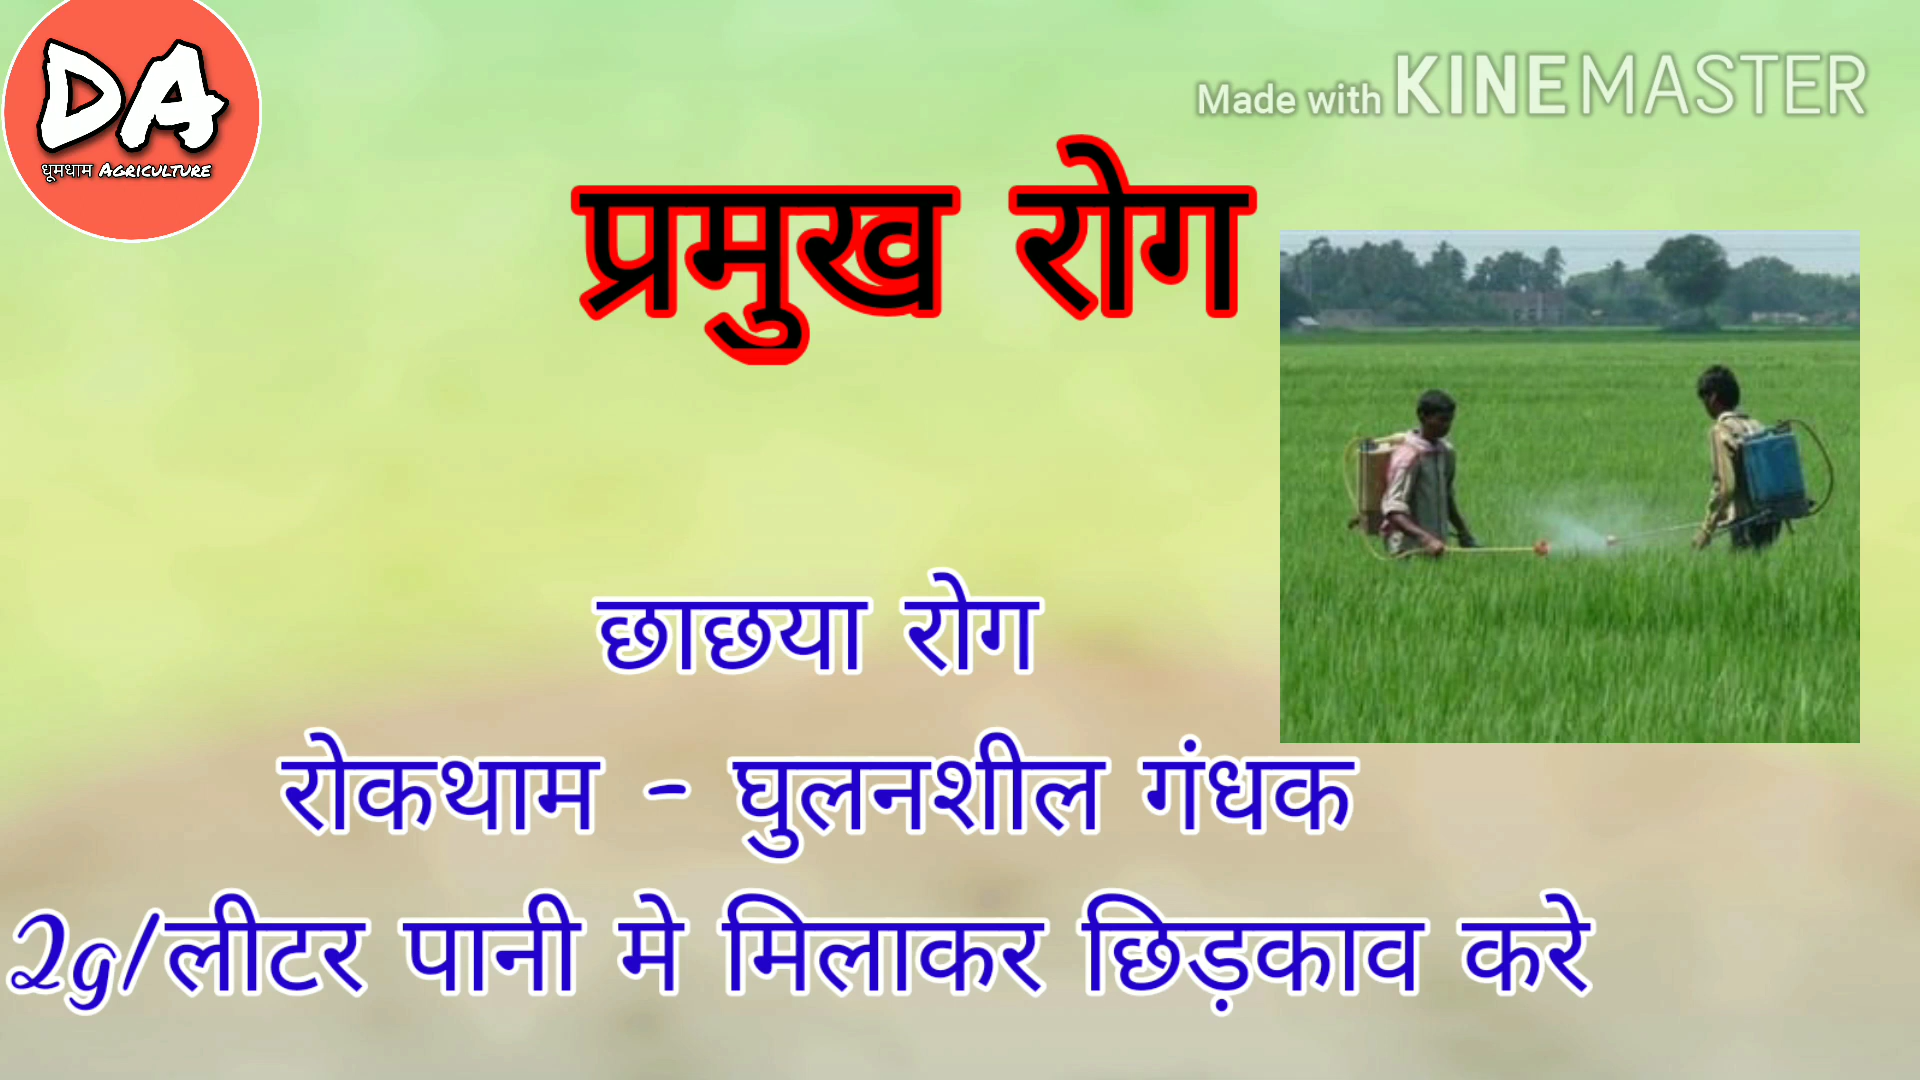 DA
धूमधाम AGRICULTURE
Made with KINEMASTER
प्रमुख रोग
छाछया रोग
रोकथाम - घुलनशील गंधक
2g/लीटर पानी मे मिलाकर छिड़काव करे